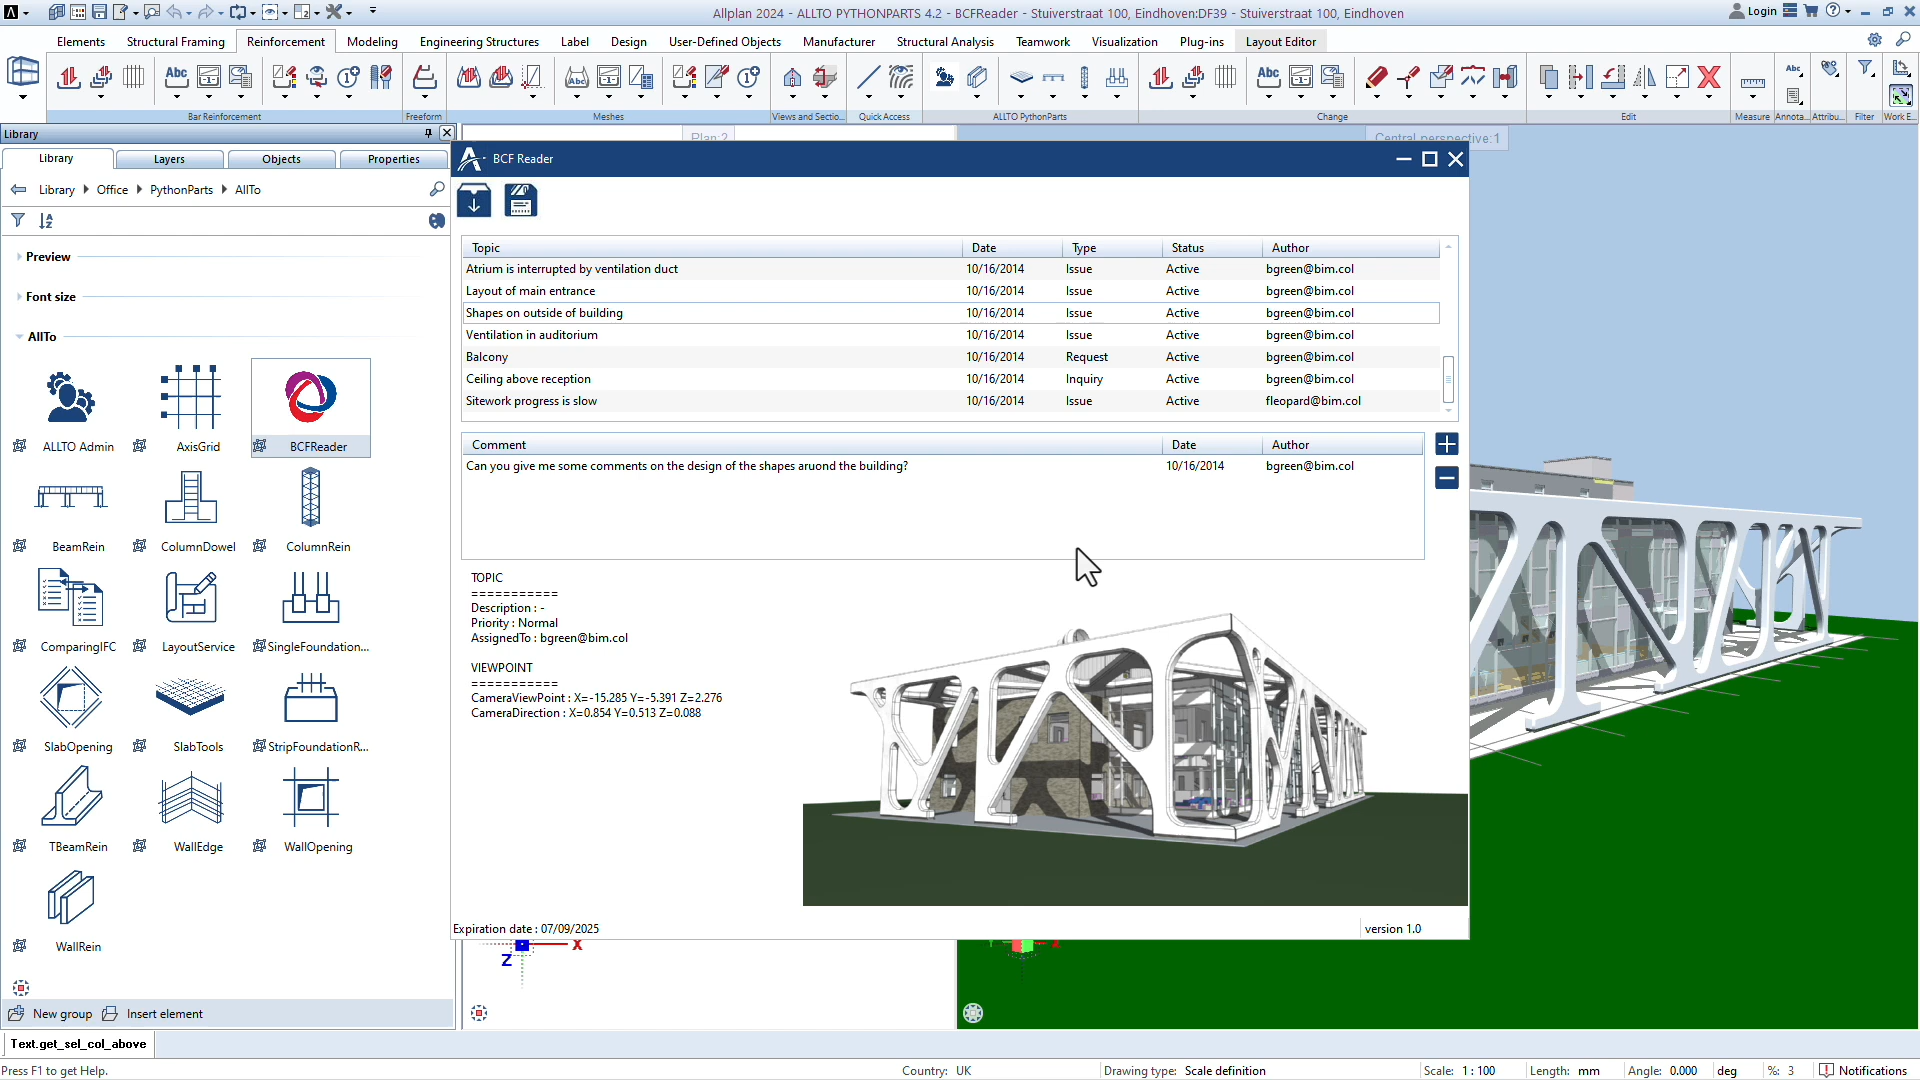 Allplan 2024 - ALLTO PYTHONPARTS 4.2 - BCFReader - Stuiverstraat 100, Eindhoven:DF39 - Stuiverstraat 100, Eindhoven
Login
Elements Structural Framing Reinforcement Modeling Engineering Structures Label Design User-Defined Objects Manufacturer Structural Analysis Teamwork Visualization Plug-ins Layout Editor
Bar Reinforcement Freeform Meshes Views and Sectio... Quick Access ALLTO PythonParts Change Edit Measure Annota... Attribu... Filter Work E...
Library
Plan:2
Central perspective:1
Library Layers Objects Properties
Library Office PythonParts AllTo
Preview
Font size
AllTo
ALLTO Admin AxisGrid BCFReader
BeamRein ColumnDowel ColumnRein
ComparingIFC LayoutService SingleFoundation...
SlabOpening SlabTools StripFoundationR...
TBeamRein WallEdge WallOpening
WallRein
New group Insert element
BCF Reader
Topic Date Type Status Author
Atrium is interrupted by ventilation duct 10/16/2014 Issue Active bgreen@bim.col
Layout of main entrance 10/16/2014 Issue Active bgreen@bim.col
Shapes on outside of building 10/16/2014 Issue Active bgreen@bim.col
Ventilation in auditorium 10/16/2014 Issue Active bgreen@bim.col
Balcony 10/16/2014 Request Active bgreen@bim.col
Ceiling above reception 10/16/2014 Inquiry Active bgreen@bim.col
Sitework progress is slow 10/16/2014 Issue Active fleopard@bim.col
Comment Date Author
Can you give me some comments on the design of the shapes aruond the building? 10/16/2014 bgreen@bim.col
TOPIC
===========
Description : -
Priority : Normal
AssignedTo : bgreen@bim.col
VIEWPOINT
===========
CameraViewPoint : X=-15.285 Y=-5.391 Z=2.276
CameraDirection : X=0.854 Y=0.513 Z=0.088
Expiration date : 07/09/2025
version 1.0
X
Z
Text.get_sel_col_above
Press F1 to get Help. Country: UK Drawing type: Scale definition Scale: 1 : 100 Length: mm Angle: 0.000 deg %: 3 Notifications